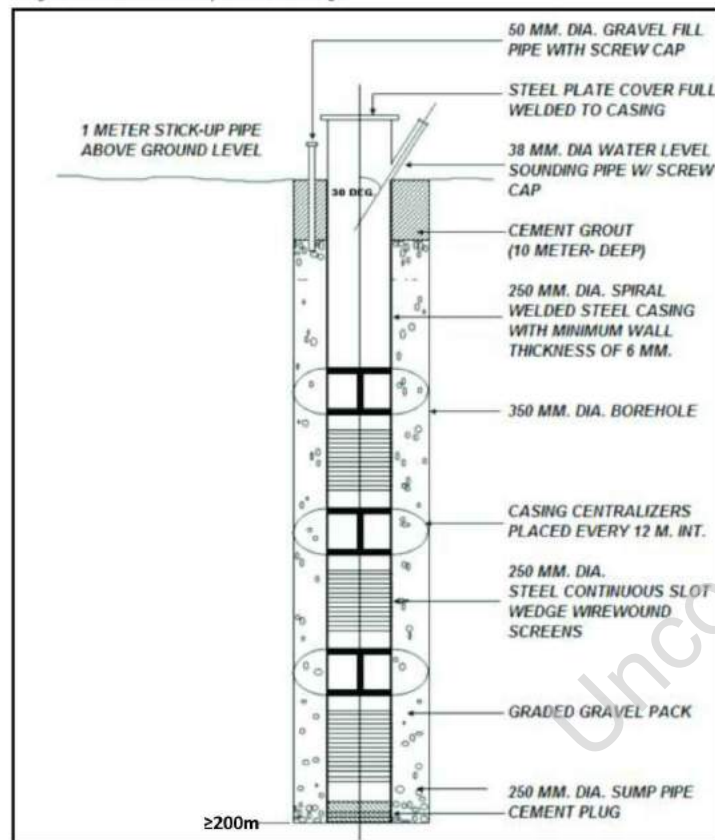 50 MM. DIA. GRAVEL FILL
PIPE WITH SCREW CAP
STEEL PLATE COVER FULL
WELDED TO CASING
1 METER STICK-UP PIPE
ABOVE GROUND LEVEL
38 MM. DIA WATER LEVEL
SOUNDING PIPE W/ SCREW
CAP
30 DEG.
CEMENT GROUT
(10 METER- DEEP)
250 MM. DIA. SPIRAL
WELDED STEEL CASING
WITH MINIMUM WALL
THICKNESS OF 6 MM.
350 MM. DIA. BOREHOLE
CASING CENTRALIZERS
PLACED EVERY 12 M. INT.
250 MM. DIA.
STEEL CONTINUOUS SLOT
WEDGE WIREWOUND
SCREENS
GRADED GRAVEL PACK
250 MM. DIA. SUMP PIPE
CEMENT PLUG
≥200m